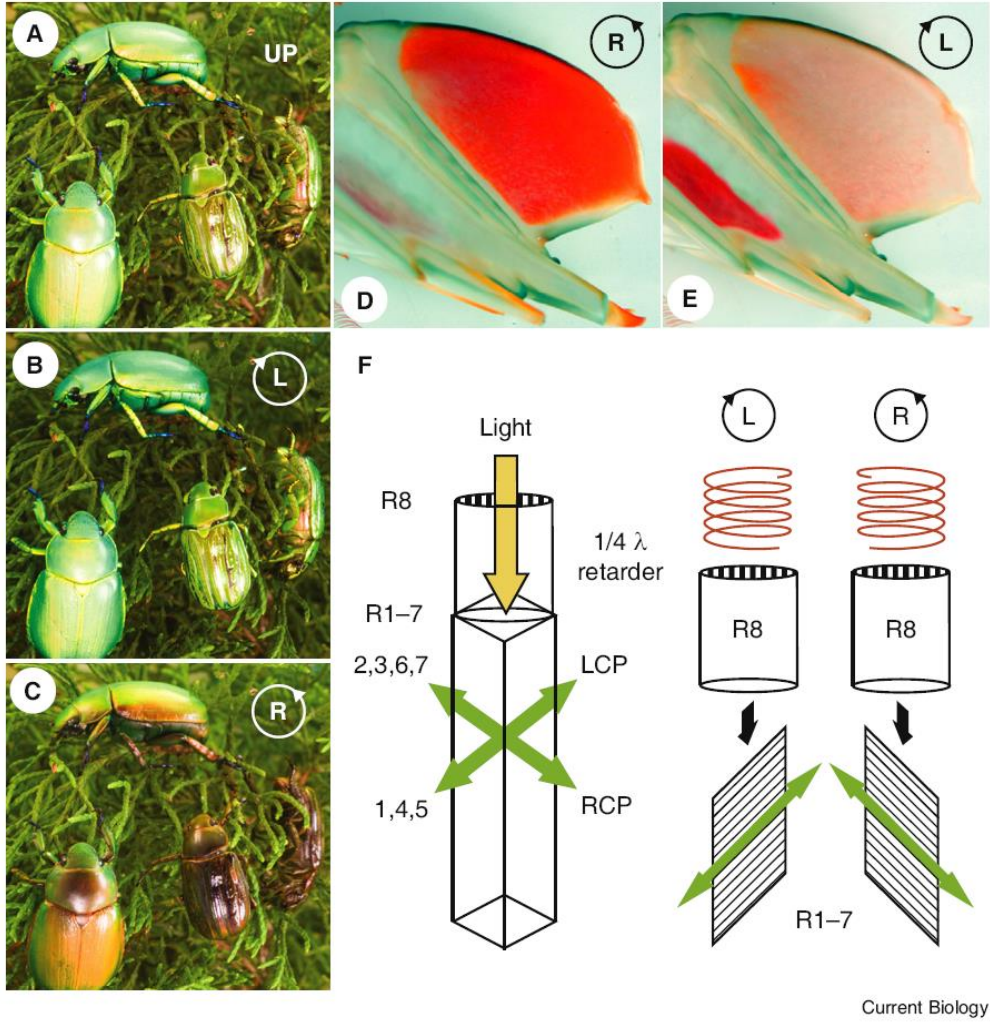 A
UP
B
L
C
R
D
R
E
L
F
Light
R8
1/4 λ
retarder
R1–7
2,3,6,7
LCP
1,4,5
RCP
L
R
R8
R8
R1–7
Current Biology